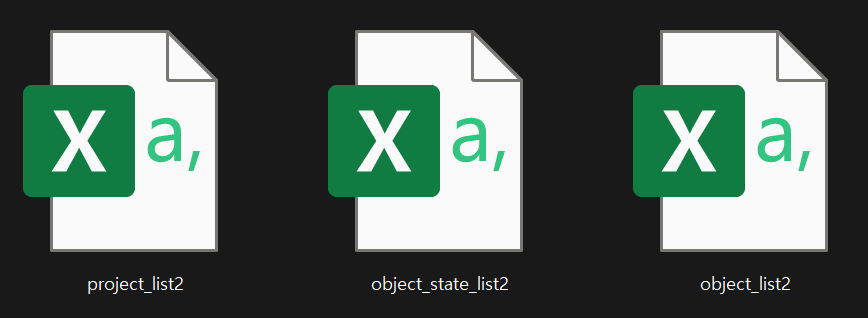 X a,
X a,
X a,
project_list2
object_state_list2
object_list2